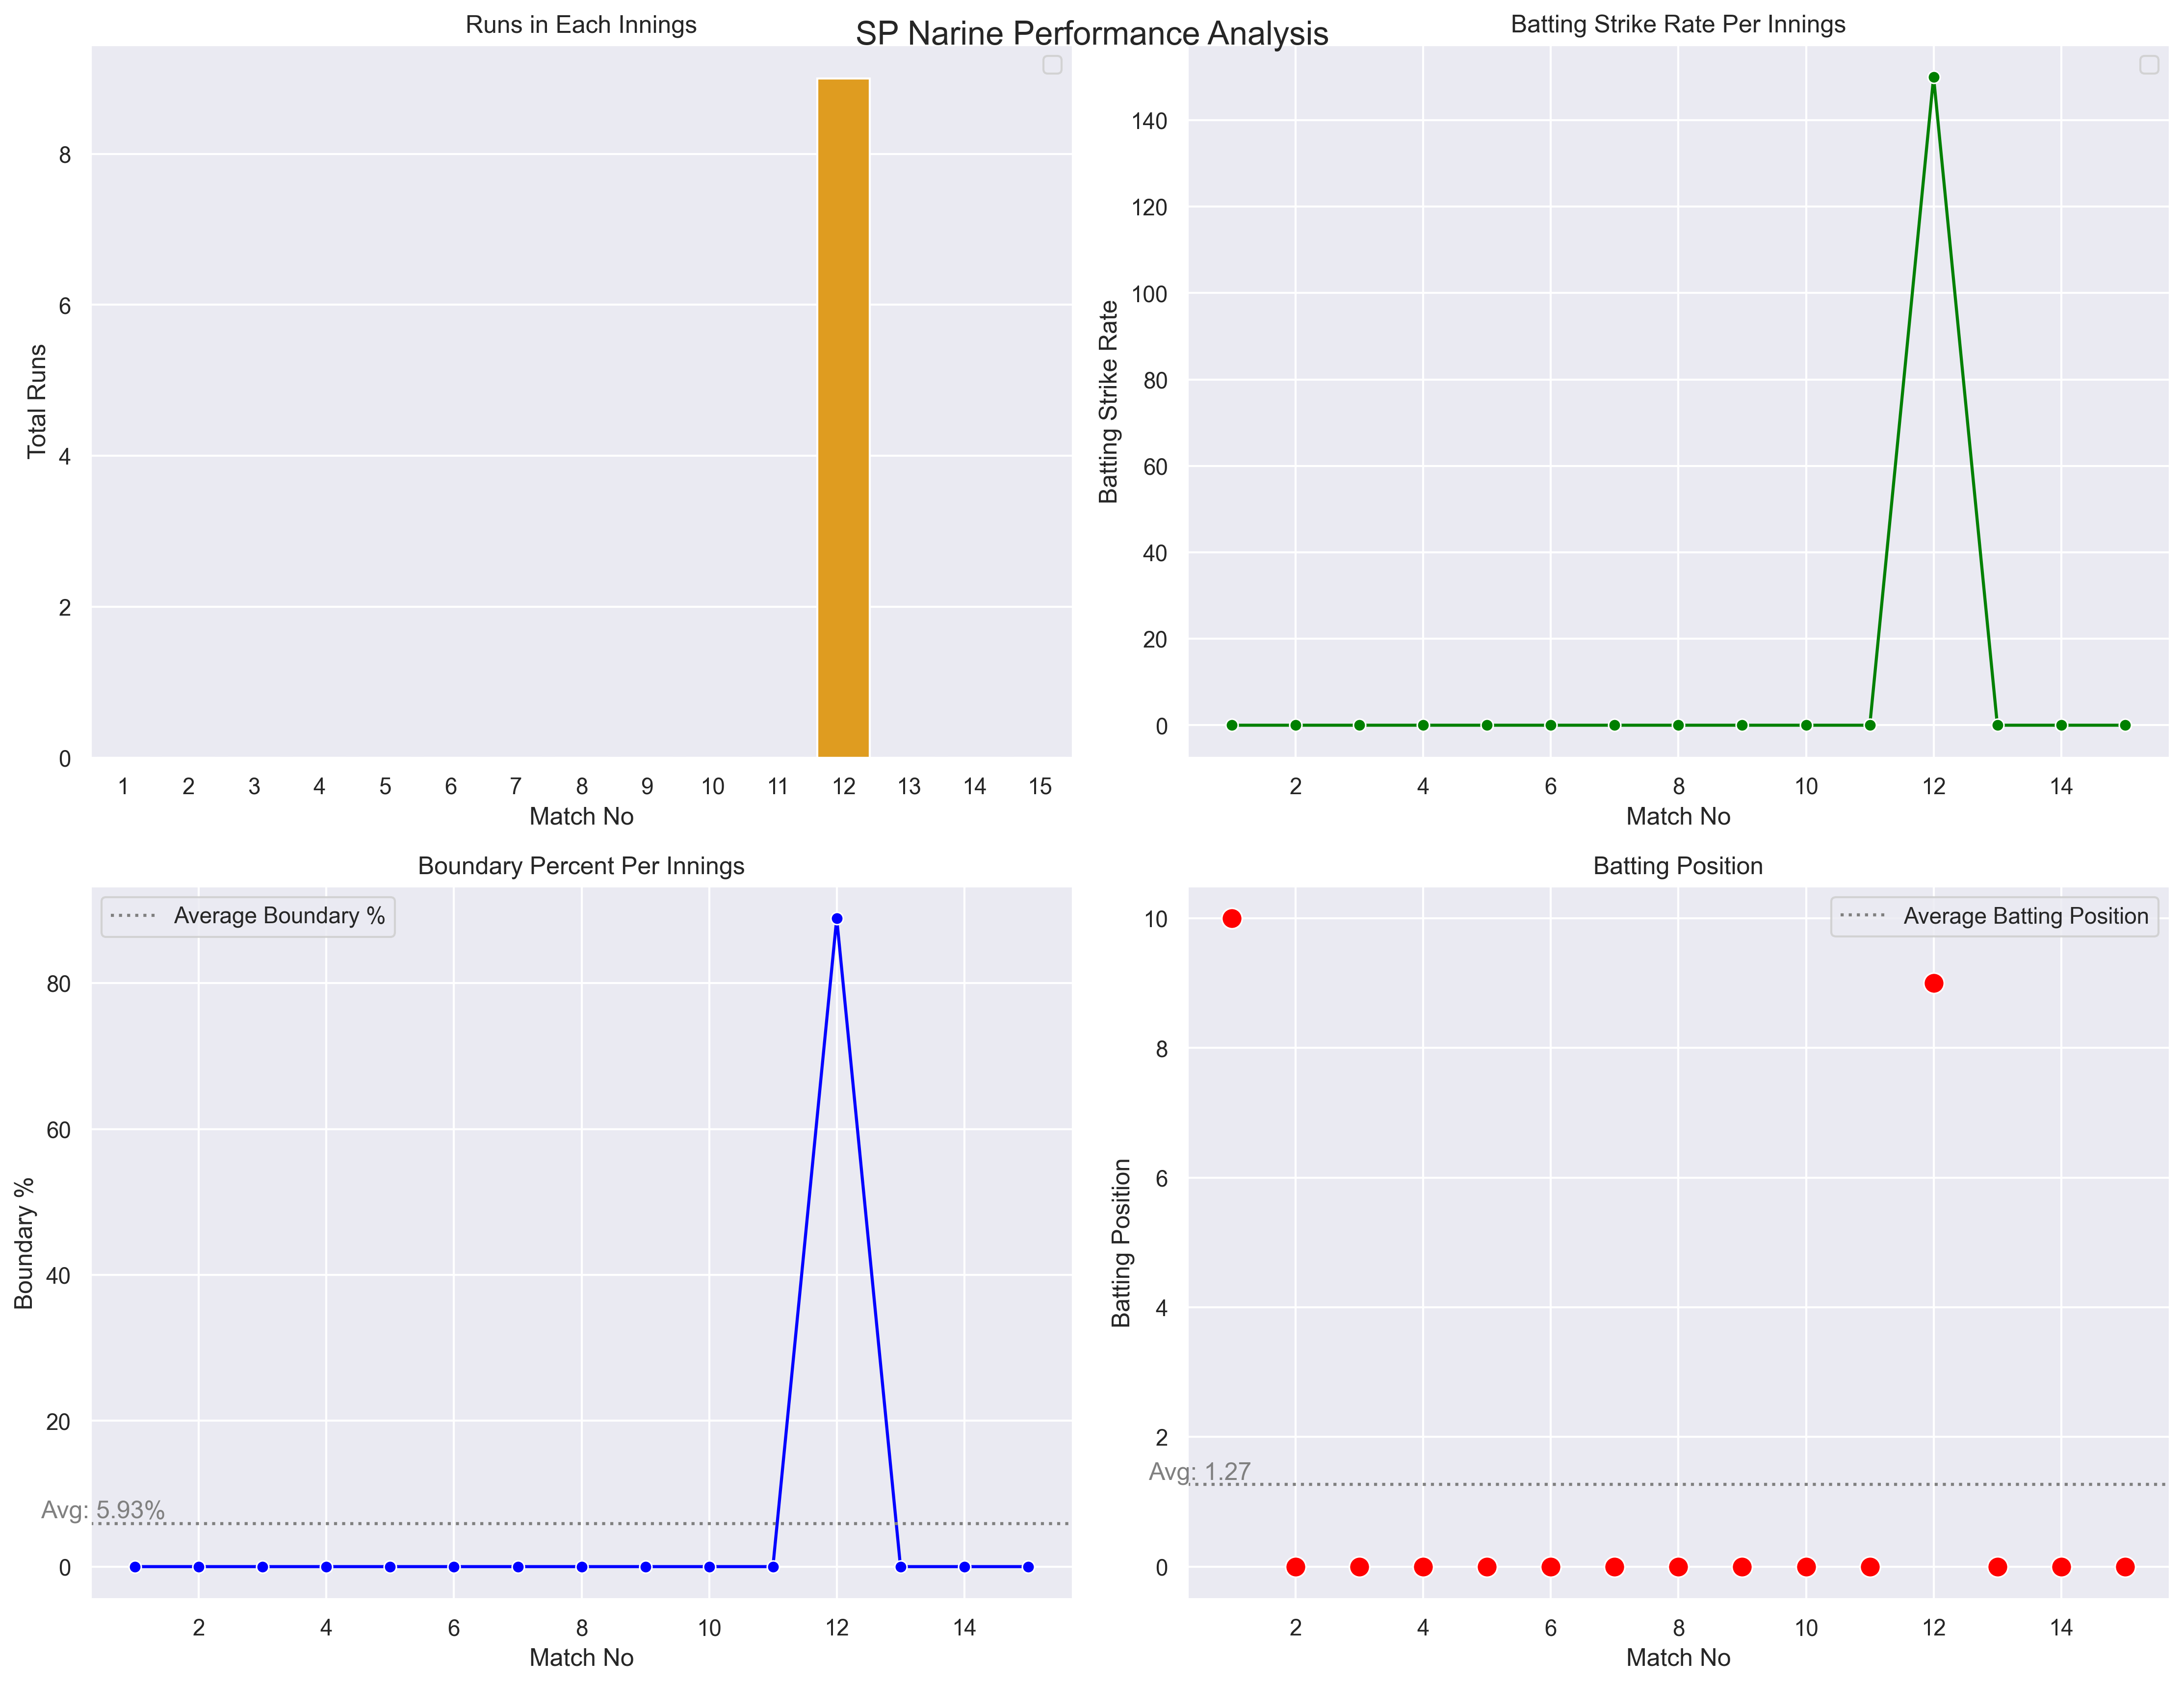 SP Narine Performance Analysis
Runs in Each Innings
Total Runs
8
6
4
2
0
1 2 3 4 5 6 7 8 9 10 11 12 13 14 15
Match No
Batting Strike Rate Per Innings
Batting Strike Rate
140
120
100
80
60
40
20
0
2 4 6 8 10 12 14
Match No
Boundary Percent Per Innings
Average Boundary %
Boundary %
80
60
40
20
0
Avg: 5.93%
2 4 6 8 10 12 14
Match No
Batting Position
Average Batting Position
Batting Position
10
8
6
4
2
0
Avg: 1.27
2 4 6 8 10 12 14
Match No